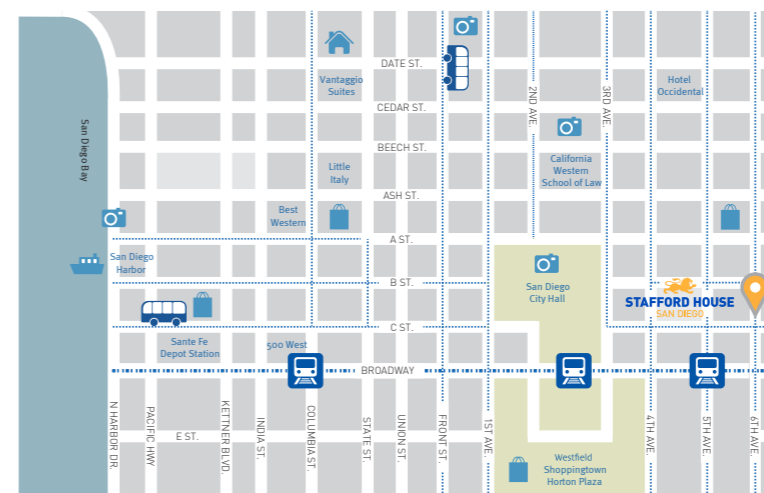 DATE ST.
Vantaggio
Suites
Hotel
Occidental
2ND AVE.
3RD AVE.
CEDAR ST.
San Diego Bay
BEECH ST.
California
Western
School of Law
Little
Italy
ASH ST.
Best
Western
A ST.
San Diego
Harbor
B ST.
San Diego
City Hall
STAFFORD HOUSE
SAN DIEGO
C ST.
Sante Fe
Depot Station
500 West
BROADWAY
N HARBOR DR.
PACIFIC HWY
E ST.
KETTNER BLVD.
INDIA ST.
COLUMBIA ST.
STATE ST.
UNION ST.
FRONT ST.
1ST AVE.
4TH AVE.
5TH AVE.
6TH AVE.
Westfield
Shoppingtown
Horton Plaza